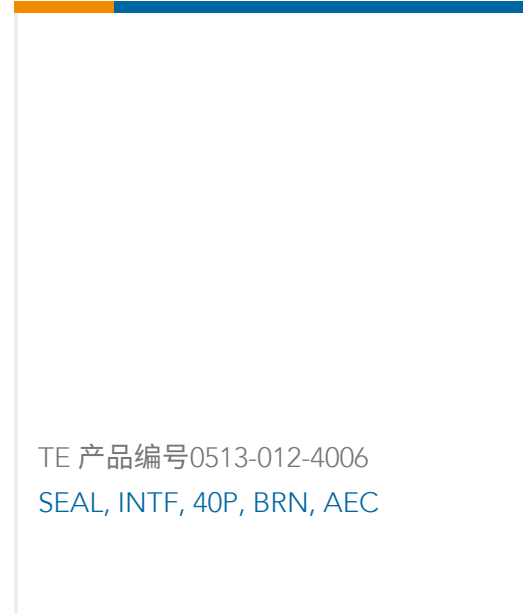 TE 产品编号0513-012-4006
SEAL, INTF, 40P, BRN, AEC